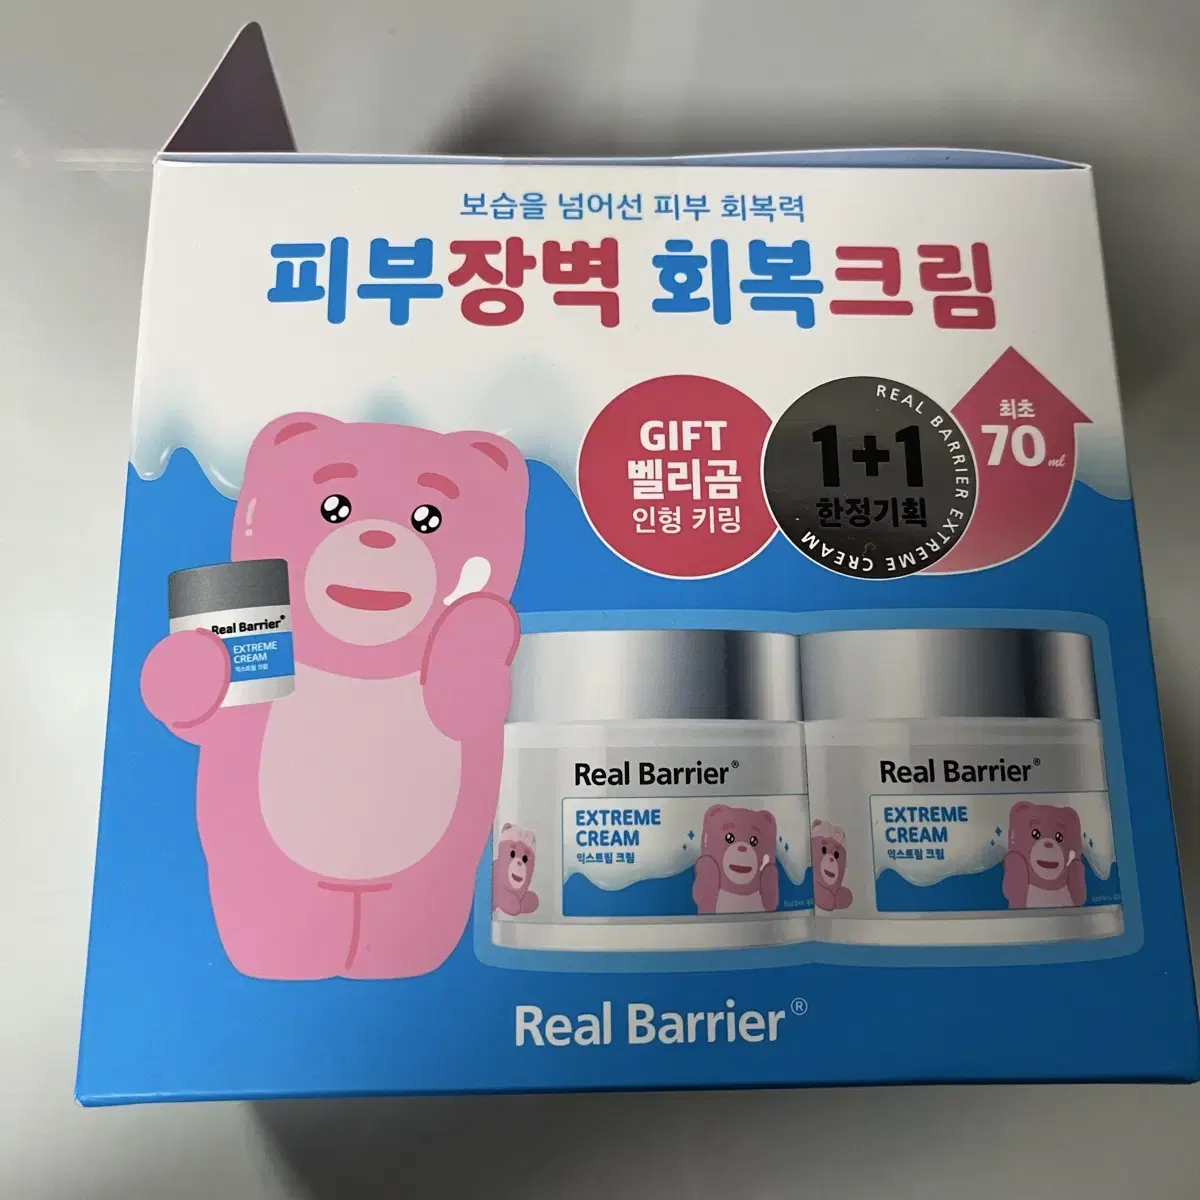 보습을 넘어선 피부 회복력
피부장벽 회복크림
GIFT
벨리곰
인형 키링
REAL BARRIER EXTREME CREAM
1+1
한정기획
최초
70ml
Real Barrier®
EXTREME
CREAM
익스트림 크림
Real Barrier®
EXTREME
CREAM
익스트림 크림
Real Barrier®
EXTREME
CREAM
익스트림 크림
Real Barrier®